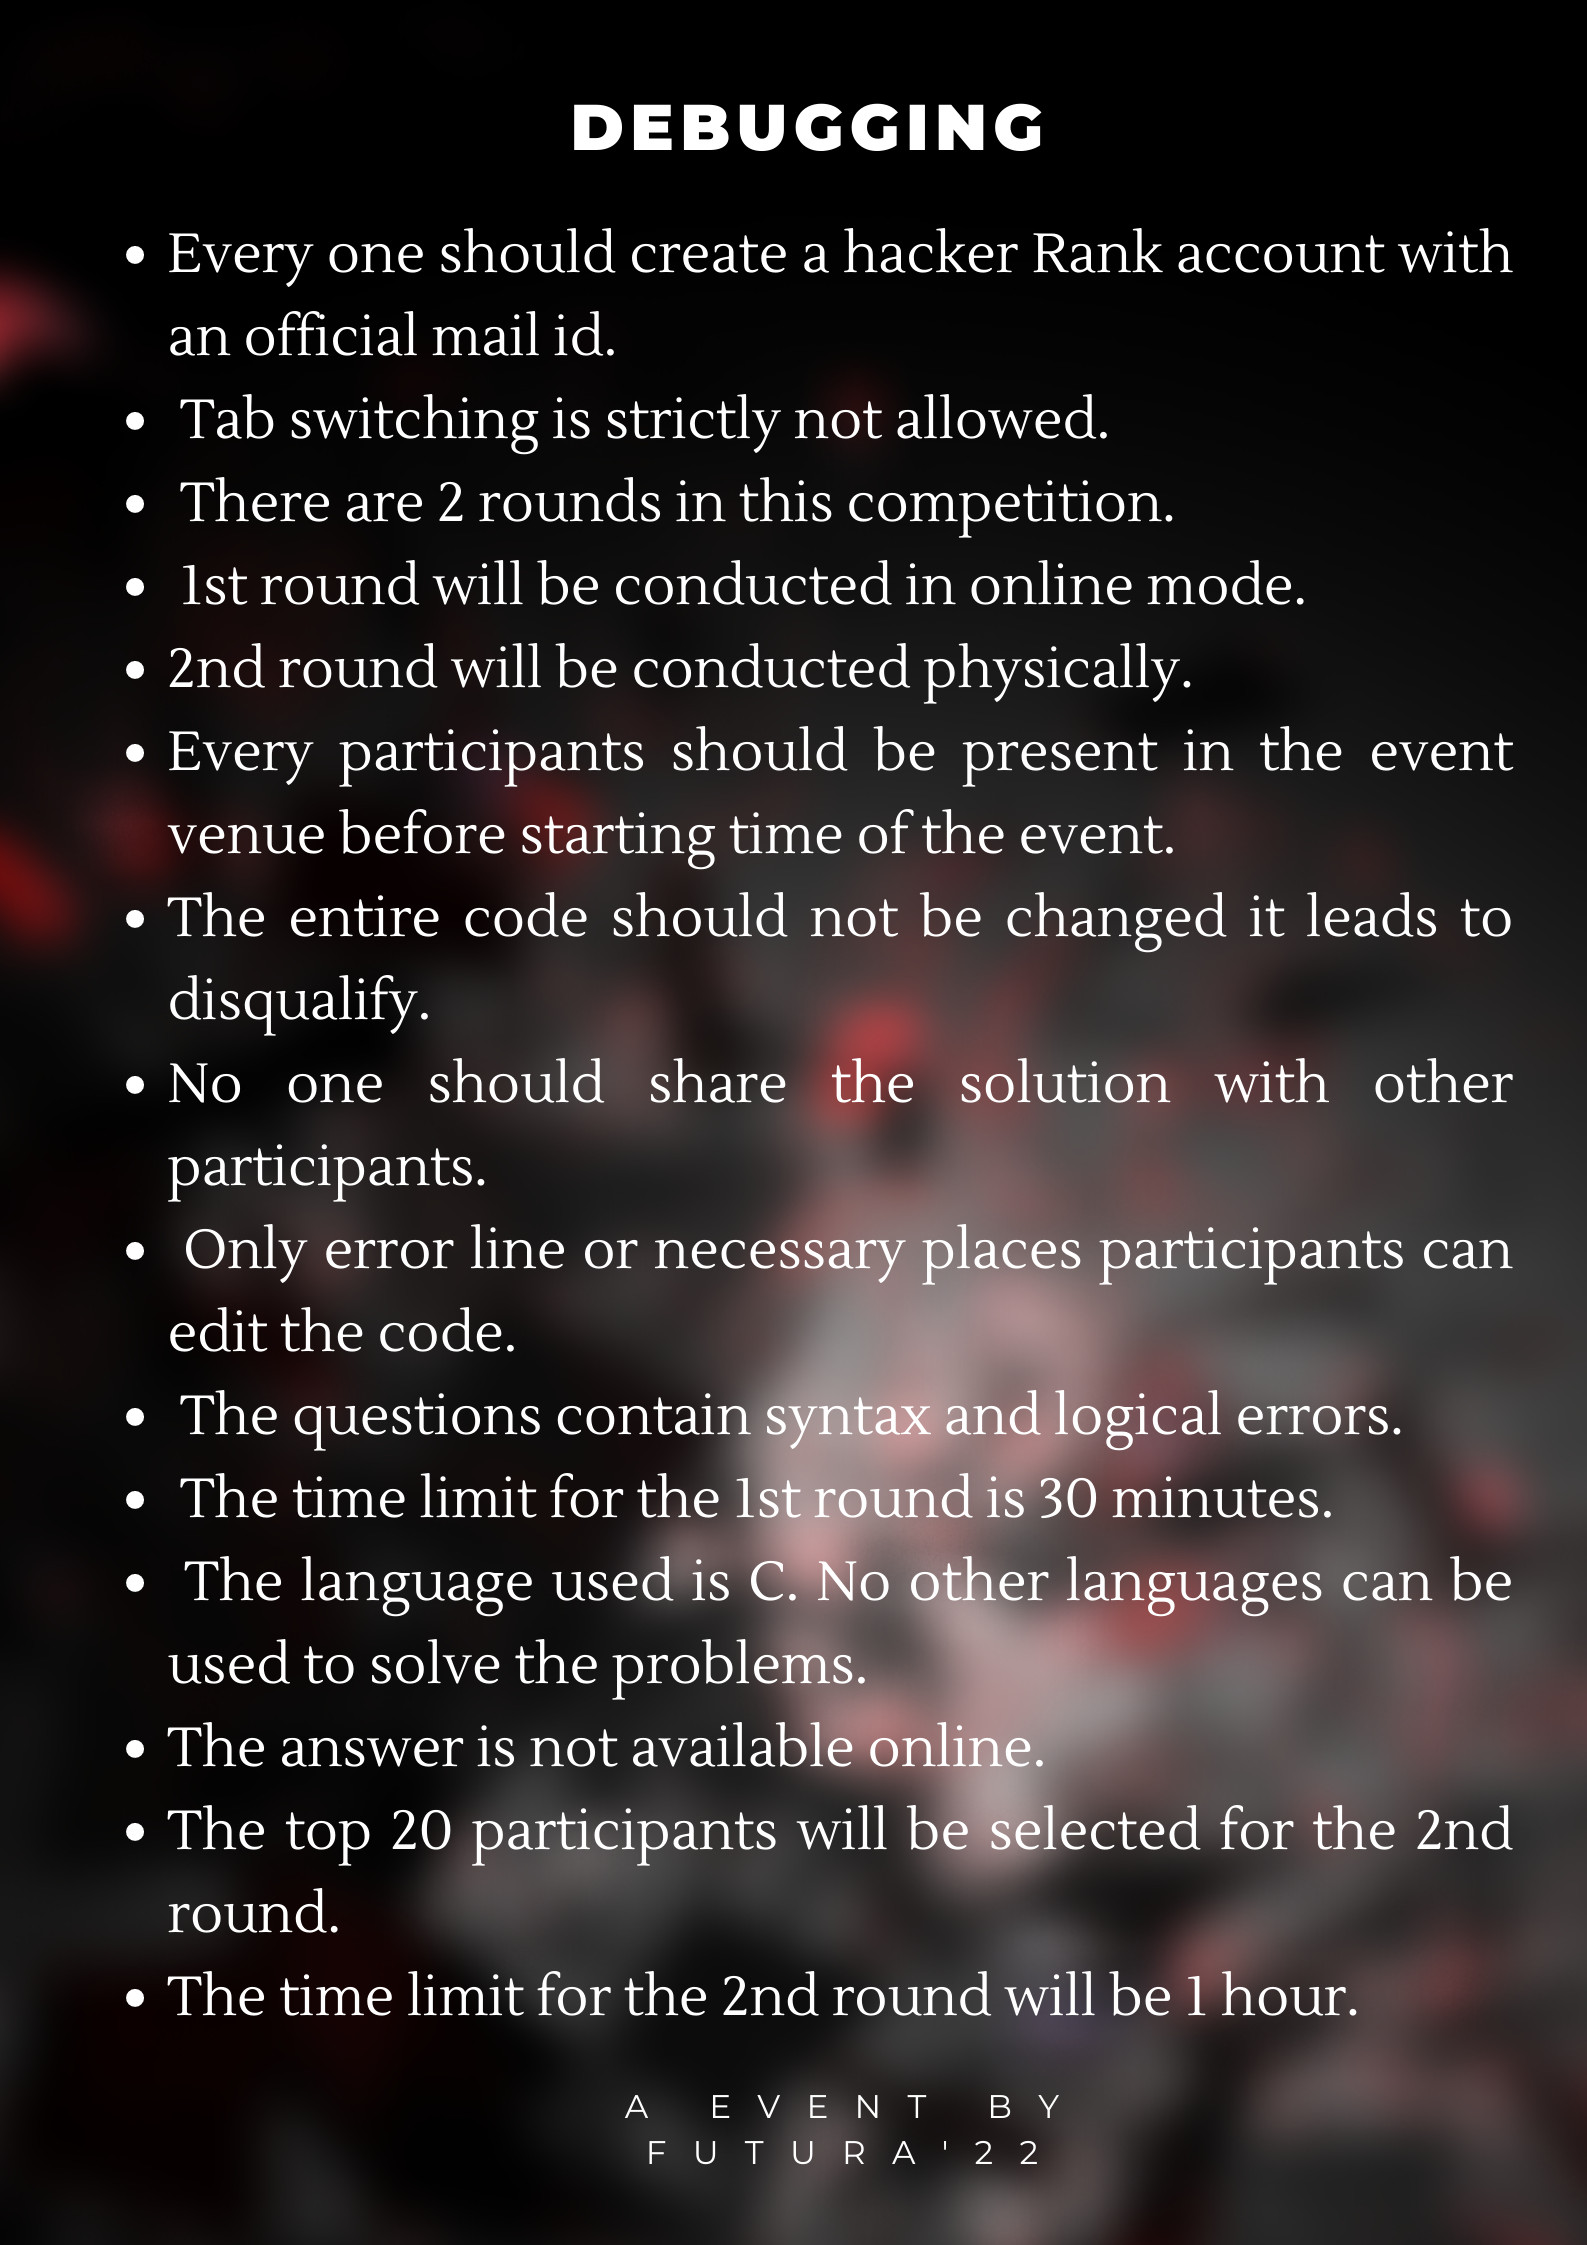 DEBUGGING
• Every one should create a hacker Rank account with
an official mail id.
• Tab switching is strictly not allowed.
• There are 2 rounds in this competition.
• 1st round will be conducted in online mode.
• 2nd round will be conducted physically.
• Every participants should be present in the event
venue before starting time of the event.
• The entire code should not be changed it leads to
disqualify.
• No one should share the solution with other
participants.
• Only error line or necessary places participants can
edit the code.
• The questions contain syntax and logical errors.
• The time limit for the 1st round is 30 minutes.
• The language used is C. No other languages can be
used to solve the problems.
• The answer is not available online.
• The top 20 participants will be selected for the 2nd
round.
• The time limit for the 2nd round will be 1 hour.
A EVENT BY
FUTURA'22